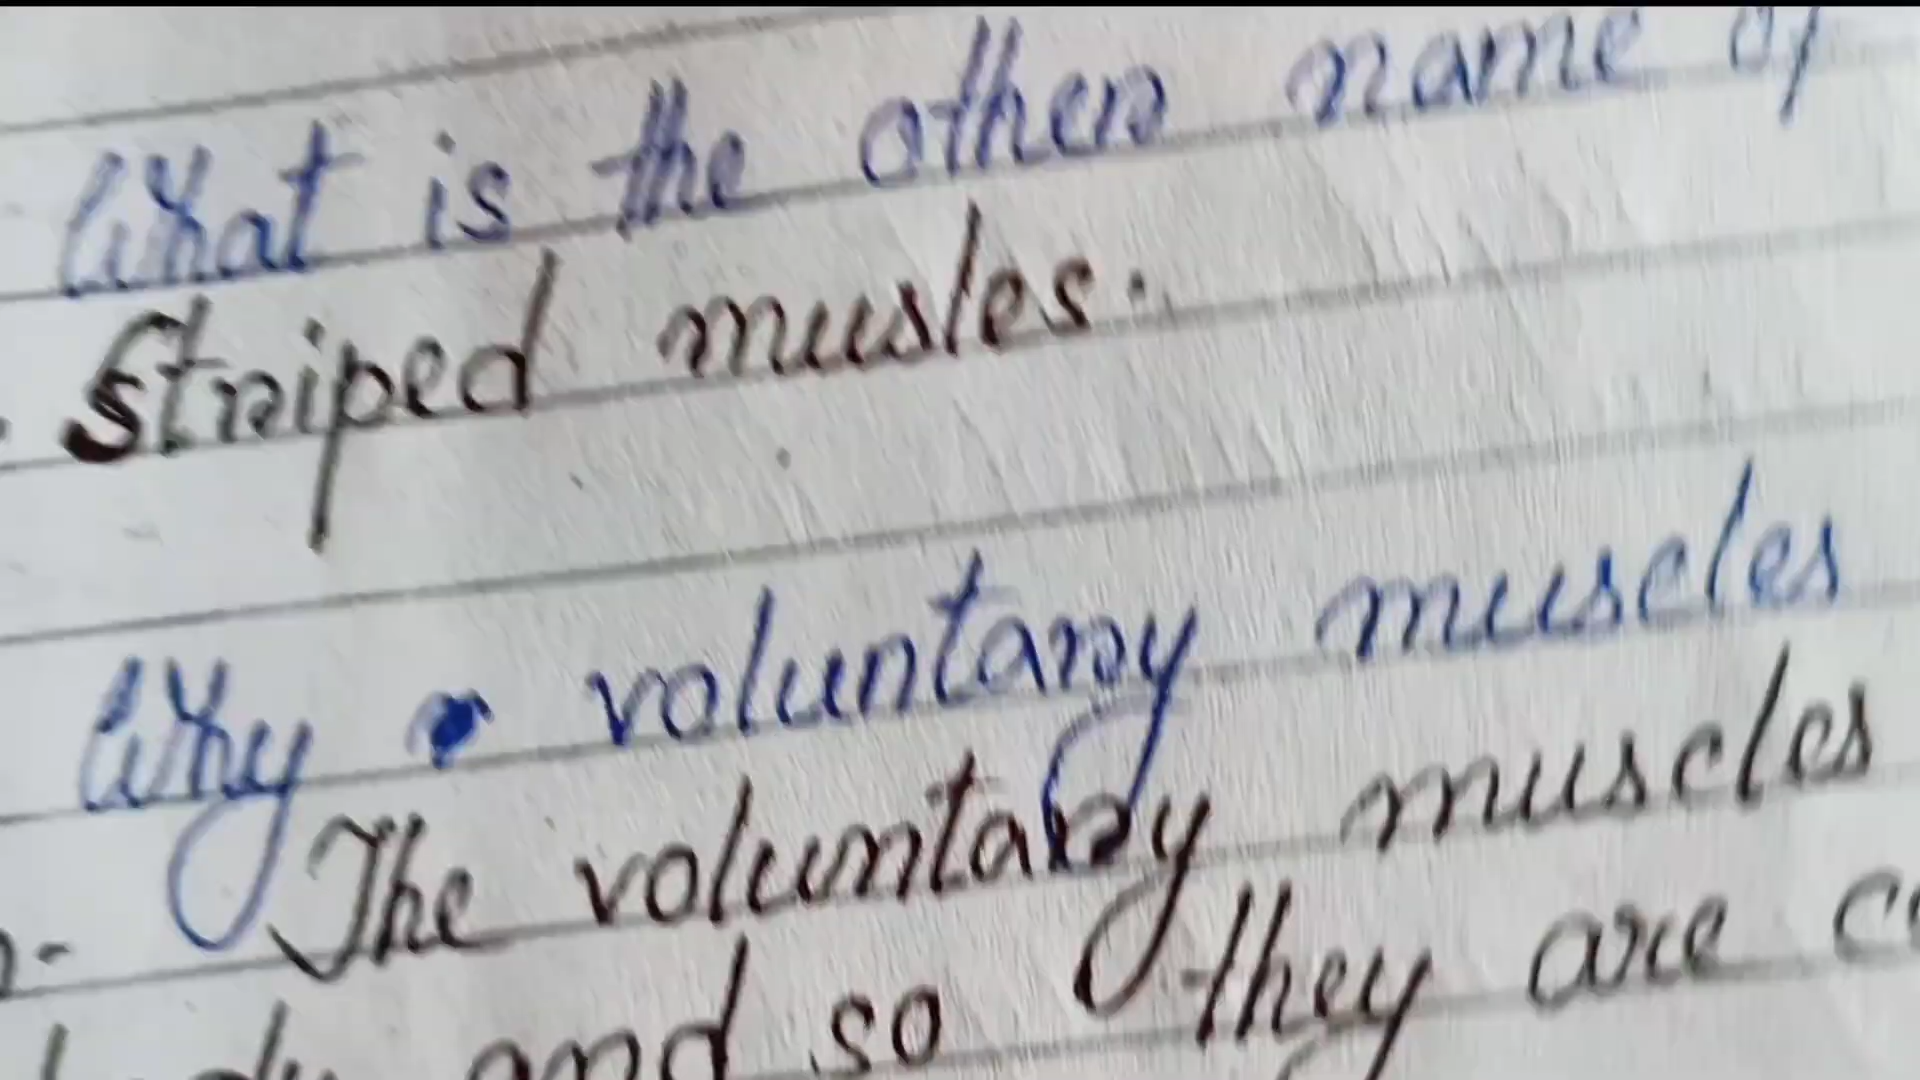 What is the other name of
Striped musles.
Why voluntary muscles
The voluntary muscles
and so they are